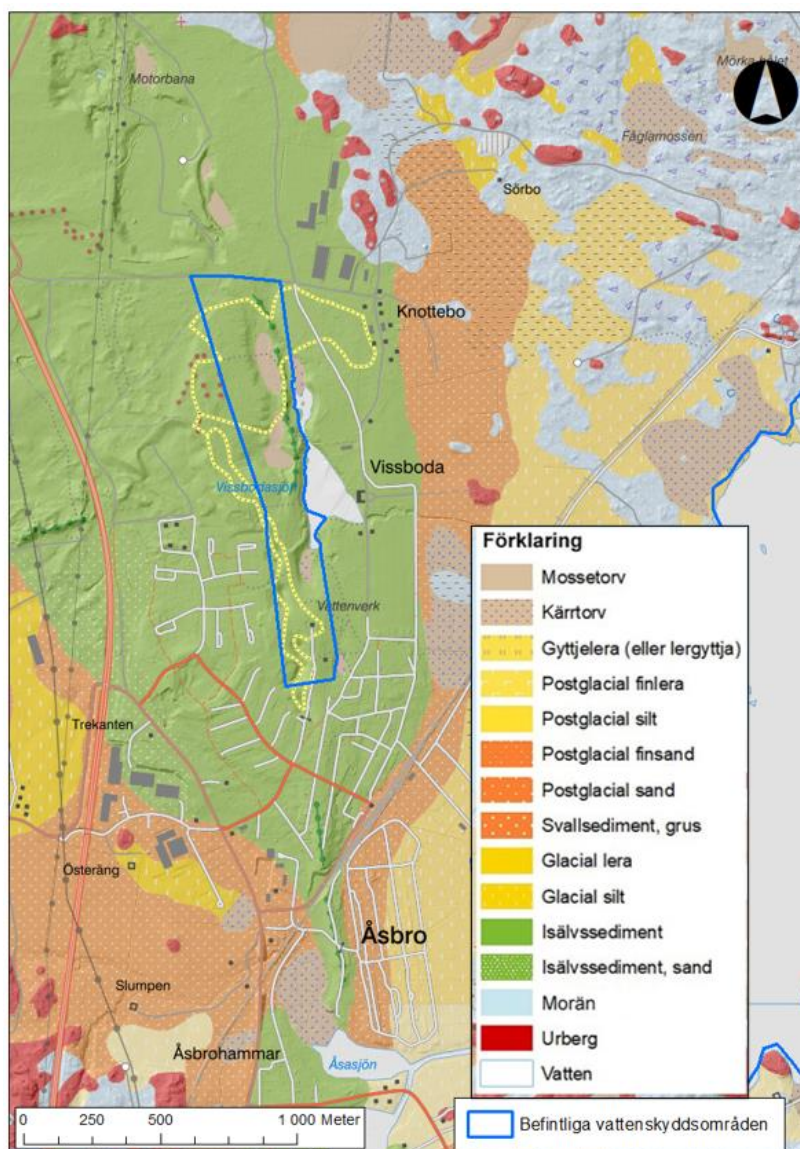 Motorbana
Mörka hålet
Fåglamossen
Sörbo
Knottebo
Vissboda
Vissbodasjön
Vattenverk
Trekanten
Österäng
Åsbro
Slumpen
Åsbrohammar
Åsasjön
Förklaring
Mossetorv
Kärrtorv
Gyttjelera (eller lergyttja)
Postglacial finlera
Postglacial silt
Postglacial finsand
Postglacial sand
Svallsediment, grus
Glacial lera
Glacial silt
Isälvssediment
Isälvssediment, sand
Morän
Urberg
Vatten
0 250 500 1 000 Meter
Befintliga vattenskyddsområden